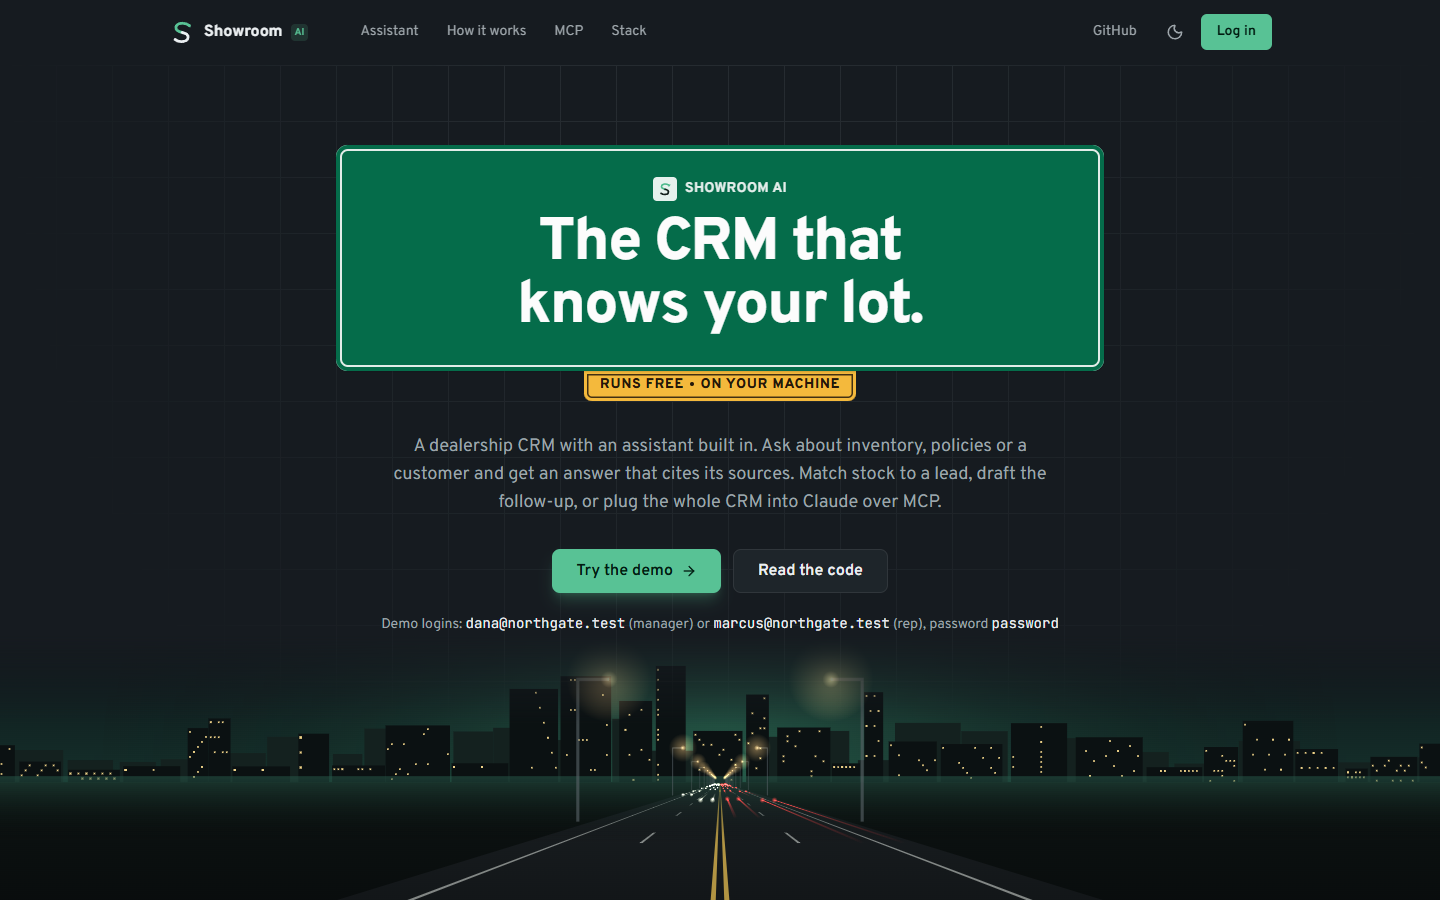 Showroom AI
Assistant
How it works
MCP
Stack
GitHub
Log in
SHOWROOM AI
The CRM that
knows your lot.
RUNS FREE • ON YOUR MACHINE
A dealership CRM with an assistant built in. Ask about inventory, policies or a
customer and get an answer that cites its sources. Match stock to a lead, draft the
follow-up, or plug the whole CRM into Claude over MCP.
Try the demo →
Read the code
Demo logins: dana@northgate.test (manager) or marcus@northgate.test (rep), password password